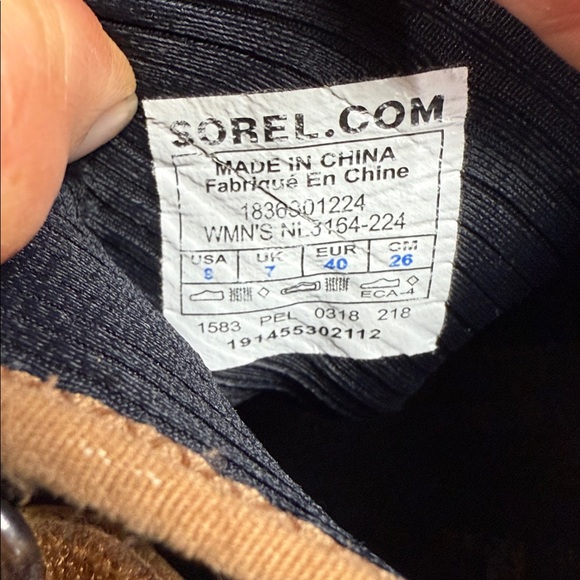 SOREL.COM
MADE IN CHINA
Fabriqué En Chine
1836301224
WMN'S NL3164-224
USA UK EUR CM
7 40 26
ECA-4
1583 PEL 0318 218
191455302112